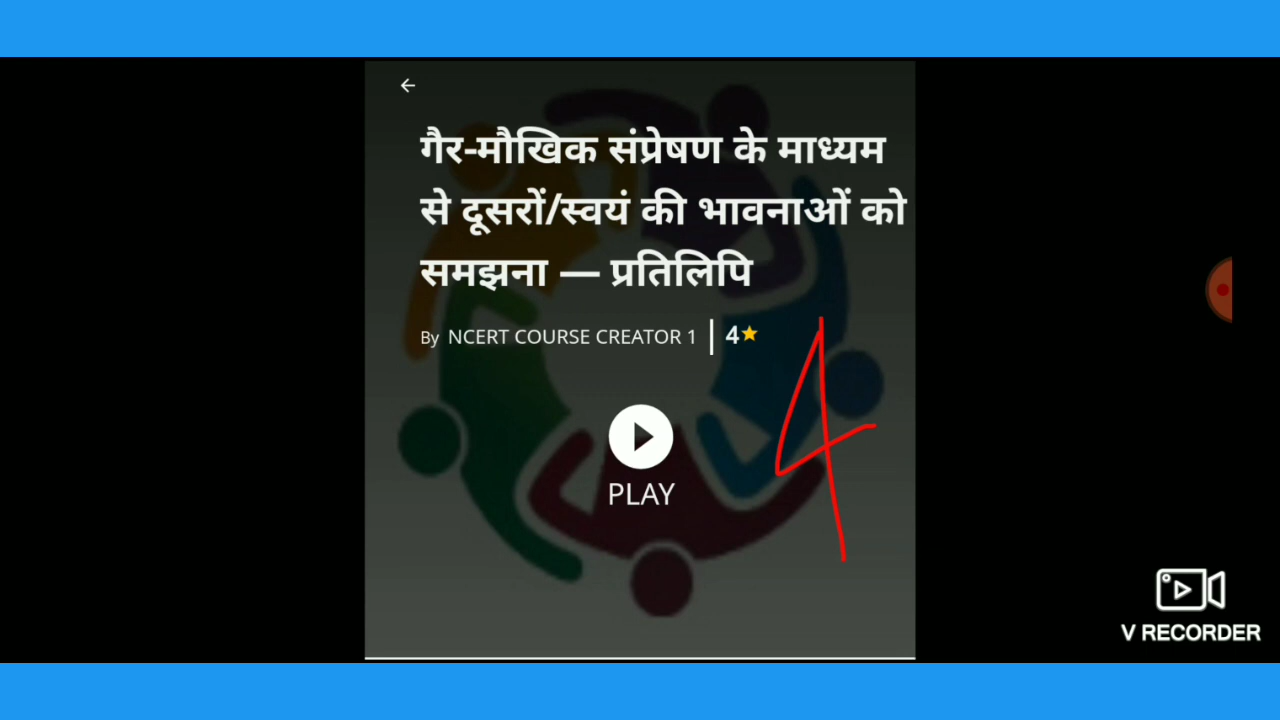 गैर-मौखिक संप्रेषण के माध्यम
से दूसरों/स्वयं की भावनाओं को
समझना — प्रतिलिपि
By NCERT COURSE CREATOR 1 | 4★
4
PLAY
V RECORDER